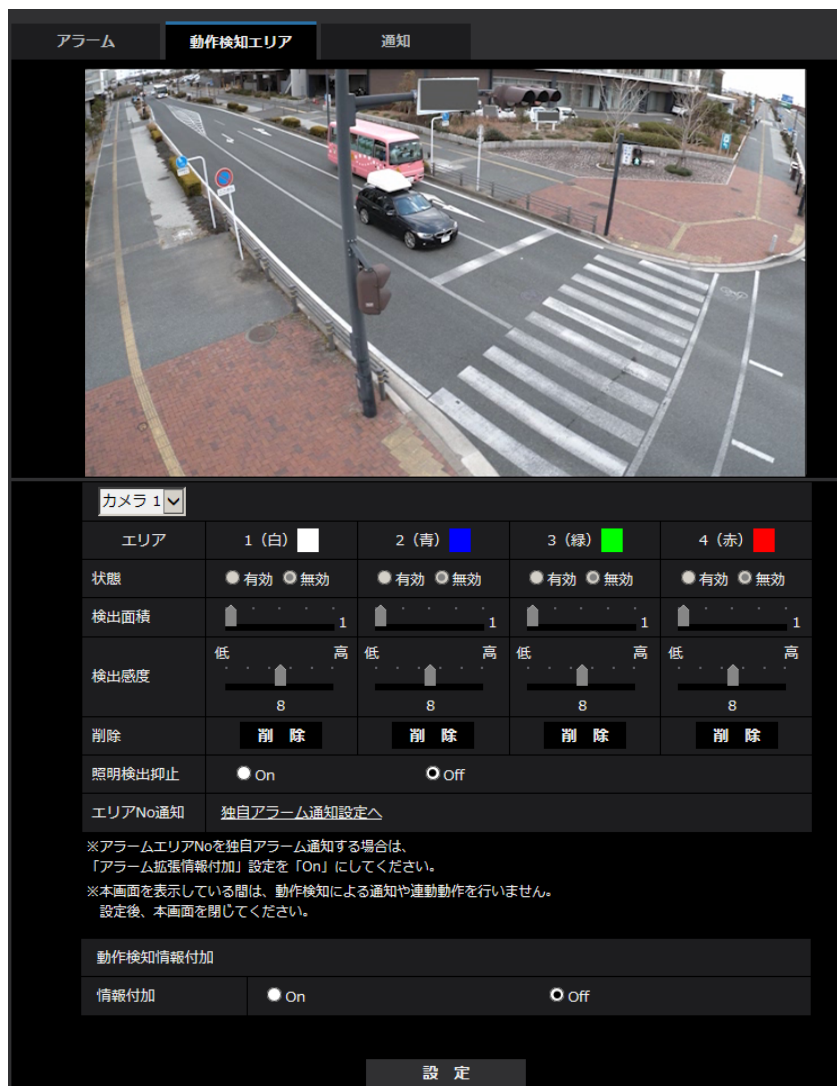 アラーム 動作検知エリア 通知
カメラ 1
エリア 1（白） 2（青） 3（緑） 4（赤）
状態 有効 無効 有効 無効 有効 無効 有効 無効
検出面積 1 1 1 1
低 高 低 高 低 高 低 高
検出感度
8 8 8 8
削除 削 除 削 除 削 除 削 除
照明検出抑止 On Off
エリアNo通知 独自アラーム通知設定へ
※アラームエリアNoを独自アラーム通知する場合は、
「アラーム拡張情報付加」設定を「On」にしてください。
※本画面を表示している間は、動作検知による通知や連動動作を行いません。
設定後、本画面を閉じてください。
動作検知情報付加
情報付加 On Off
設 定